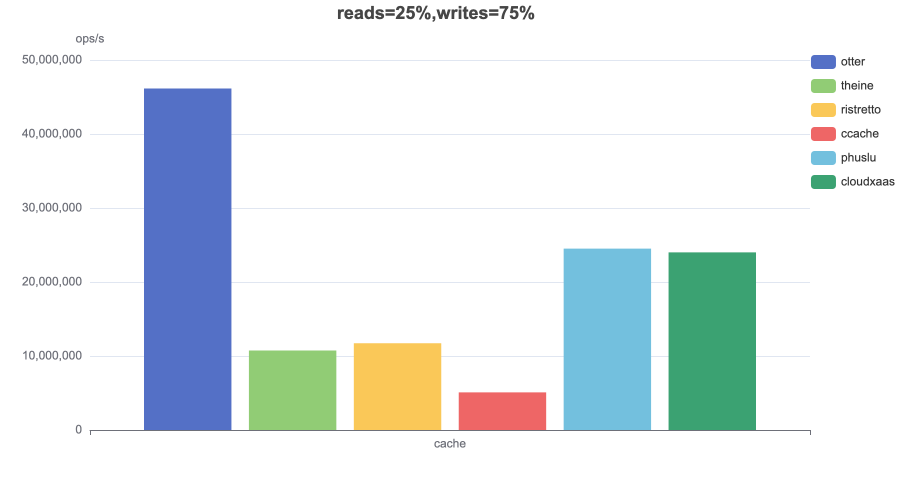 reads=25%,writes=75%
ops/s
50,000,000
40,000,000
30,000,000
20,000,000
10,000,000
0
cache
otter
theine
ristretto
ccache
phuslu
cloudxaas